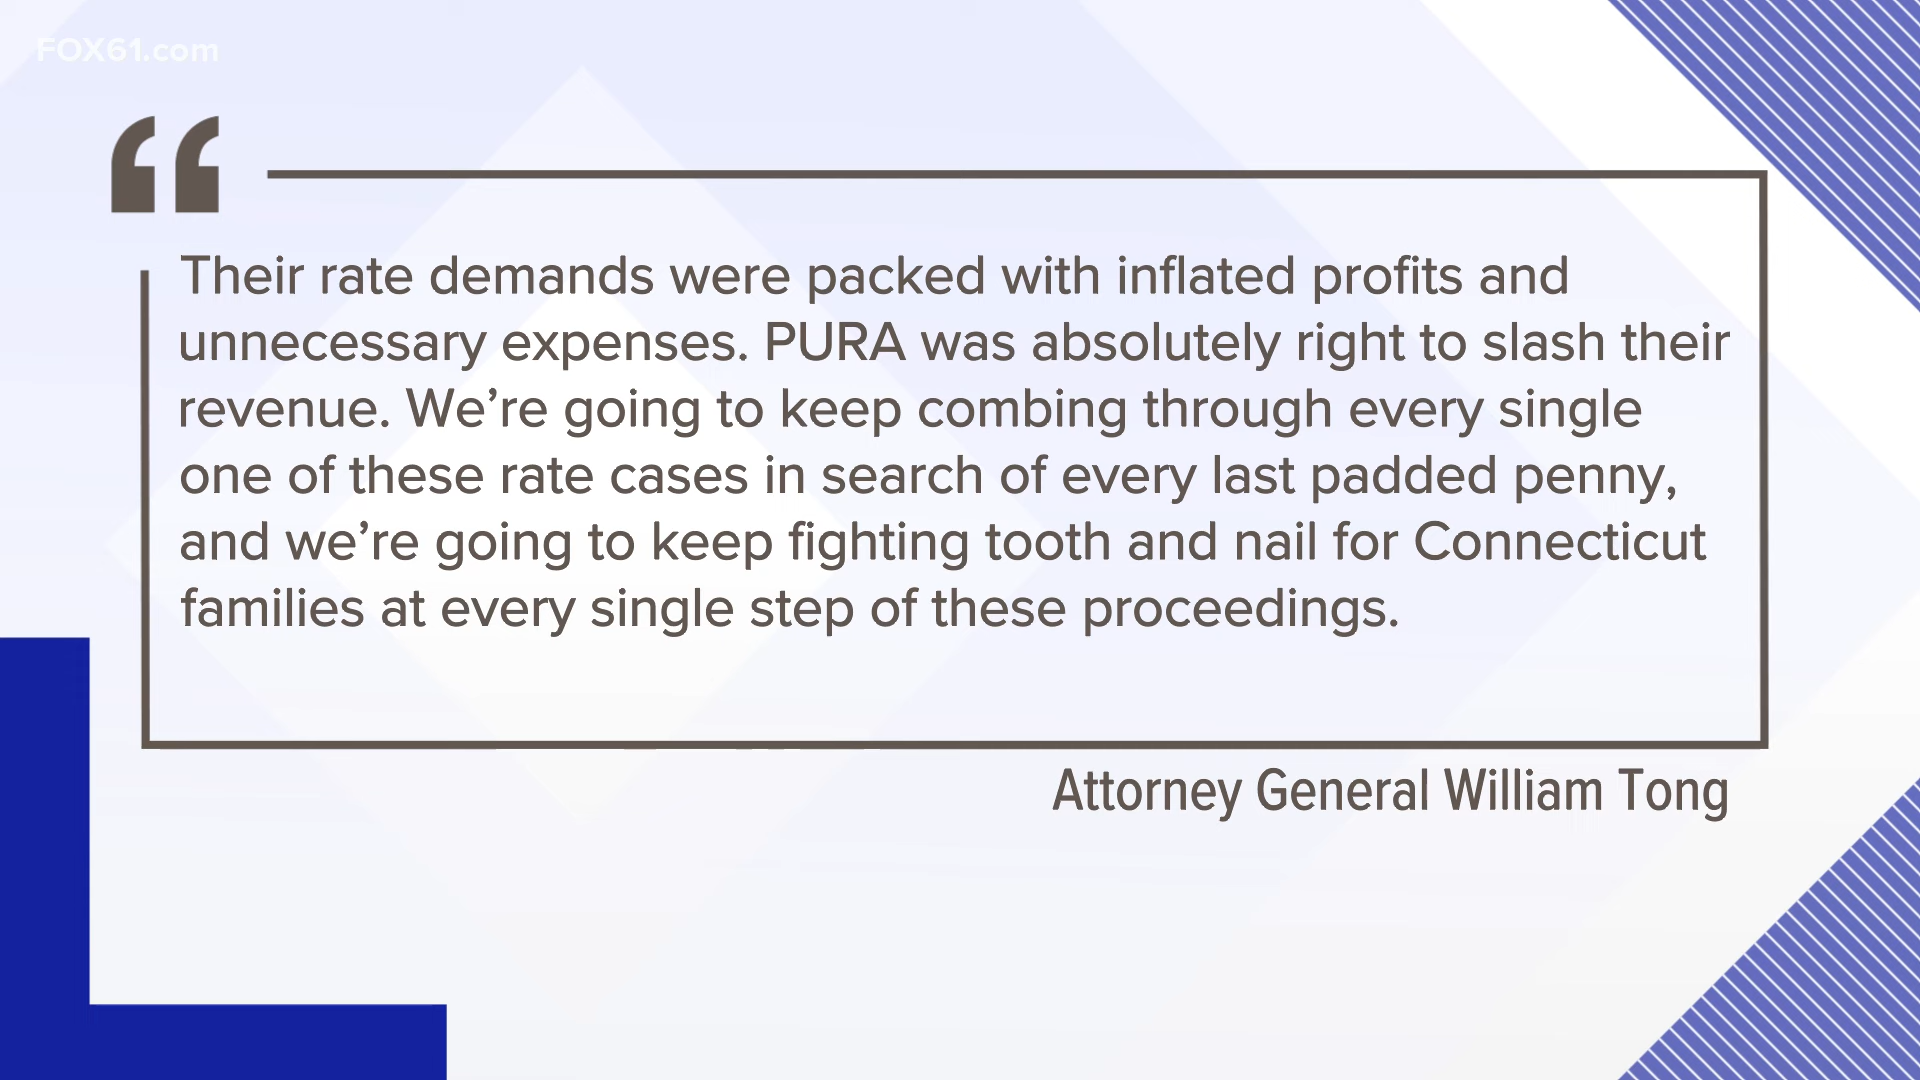 FOX61.com
“
Their rate demands were packed with inflated profits and
unnecessary expenses. PURA was absolutely right to slash their
revenue. We’re going to keep combing through every single
one of these rate cases in search of every last padded penny,
and we’re going to keep fighting tooth and nail for Connecticut
families at every single step of these proceedings.
Attorney General William Tong